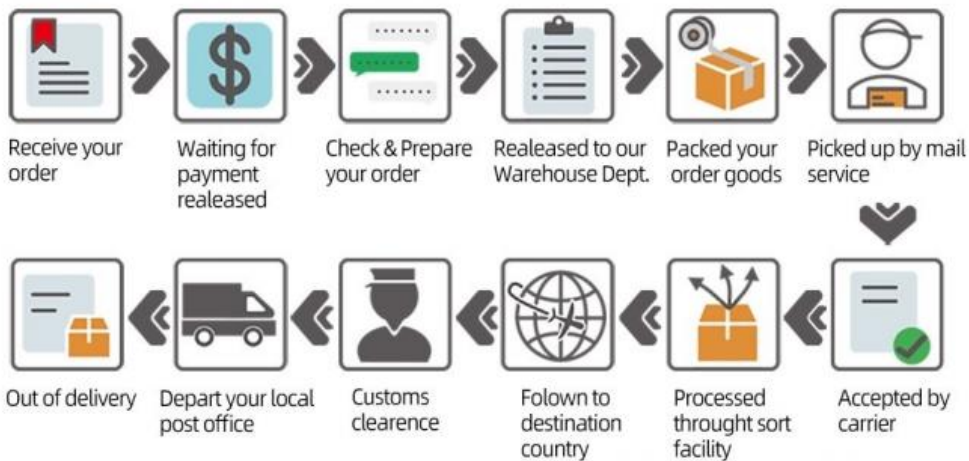 Receive your
order
Waiting for
payment
realeased
Check & Prepare
your order
Realeased to our
Warehouse Dept.
Packed your
order goods
Picked up by mail
service
Accepted by
carrier
Processed
throught sort
facility
Folown to
destination
country
Customs
clearence
Depart your local
post office
Out of delivery